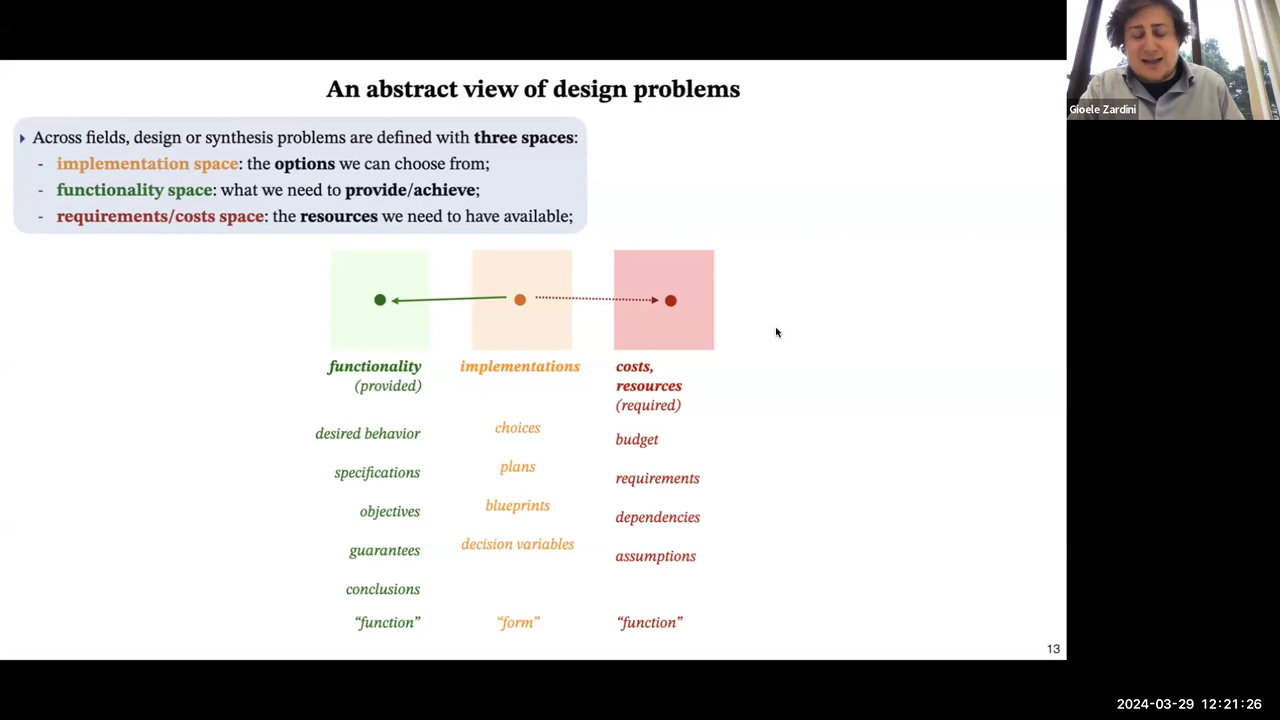 An abstract view of design problems
Across fields, design or synthesis problems are defined with three spaces:
- implementation space: the options we can choose from;
- functionality space: what we need to provide/achieve;
- requirements/costs space: the resources we need to have available;
functionality
(provided)
desired behavior
specifications
objectives
guarantees
conclusions
“function”
implementations
choices
plans
blueprints
decision variables
“form”
costs,
resources
(required)
budget
requirements
dependencies
assumptions
“function”
13
Gioele Zardini
2024-03-29 12:21:26